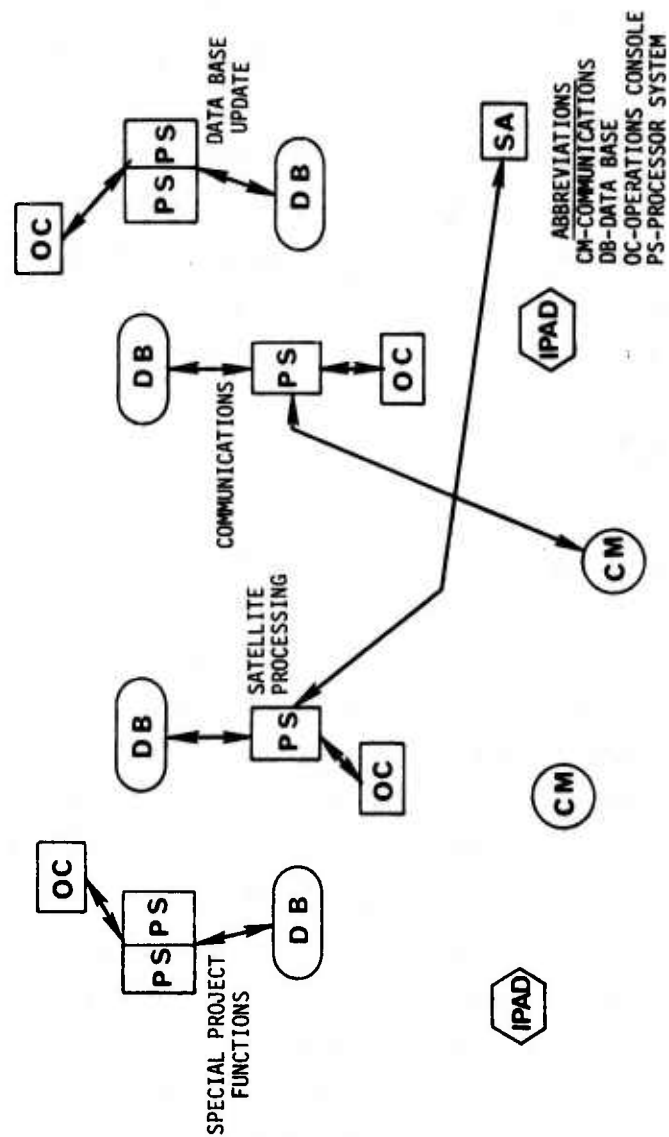 OC
OC
PS PS
DB
DB
PS PS
SPECIAL PROJECT
FUNCTIONS
SATELLITE
PROCESSING
COMMUNICATIONS
DATA BASE
UPDATE
DB
PS
PS
DB
OC
OC
IPAD
CM
CM
IPAD
SA
ABBREVIATIONS
CM-COMMUNICATIONS
DB-DATA BASE
OC-OPERATIONS CONSOLE
PS-PROCESSOR SYSTEM